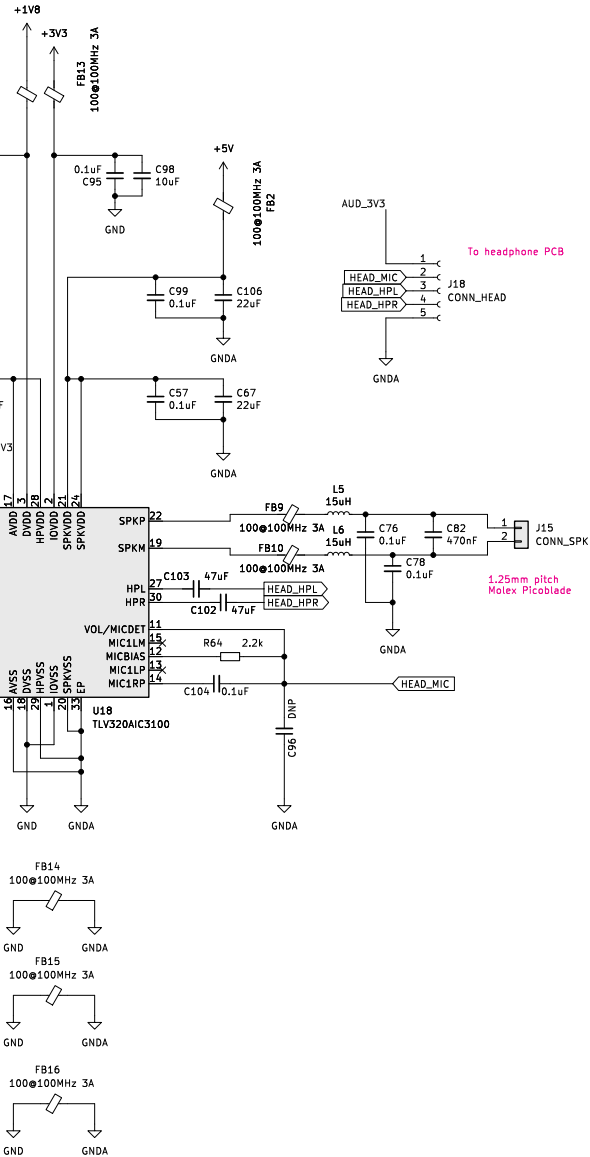 +1V8
+3V3
FB13
100@100MHz 3A
0.1uF
C95
C98
10uF
GND
+5V
100@100MHz 3A
FB2
C99
0.1uF
C106
22uF
GNDA
C57
0.1uF
C67
22uF
GNDA
AUD_3V3
To headphone PCB
1
HEAD_MIC 2
HEAD_HPL 3
HEAD_HPR 4
5
J18
CONN_HEAD
GNDA
V3
17 3 28 2 21 24
AVDD DVDD HPVDD IOVDD SPKVDD SPKVDD
SPKP 22
SPKM 19
HPL 27
HPR 30
VOL/MICDET 11
MIC1LM 15
MICBIAS 12
MIC1LP 13
MIC1RP 14
AVSS DVSS HPVSS IOVSS SPKVSS EP
16 18 29 1 20 33
U18
TLV320AIC3100
FB9
100@100MHz 3A
L5
15uH
L6
15uH
FB10
100@100MHz 3A
C76
0.1uF
C82
470nF
C78
0.1uF
1
2
J15
CONN_SPK
1.25mm pitch
Molex Picoblade
GNDA
C103 47uF
HEAD_HPL
C102 47uF
HEAD_HPR
R64 2.2k
C104 0.1uF
HEAD_MIC
DNP
C96
GND
GNDA
GNDA
FB14
100@100MHz 3A
GND GNDA
FB15
100@100MHz 3A
GND GNDA
FB16
100@100MHz 3A
GND GNDA